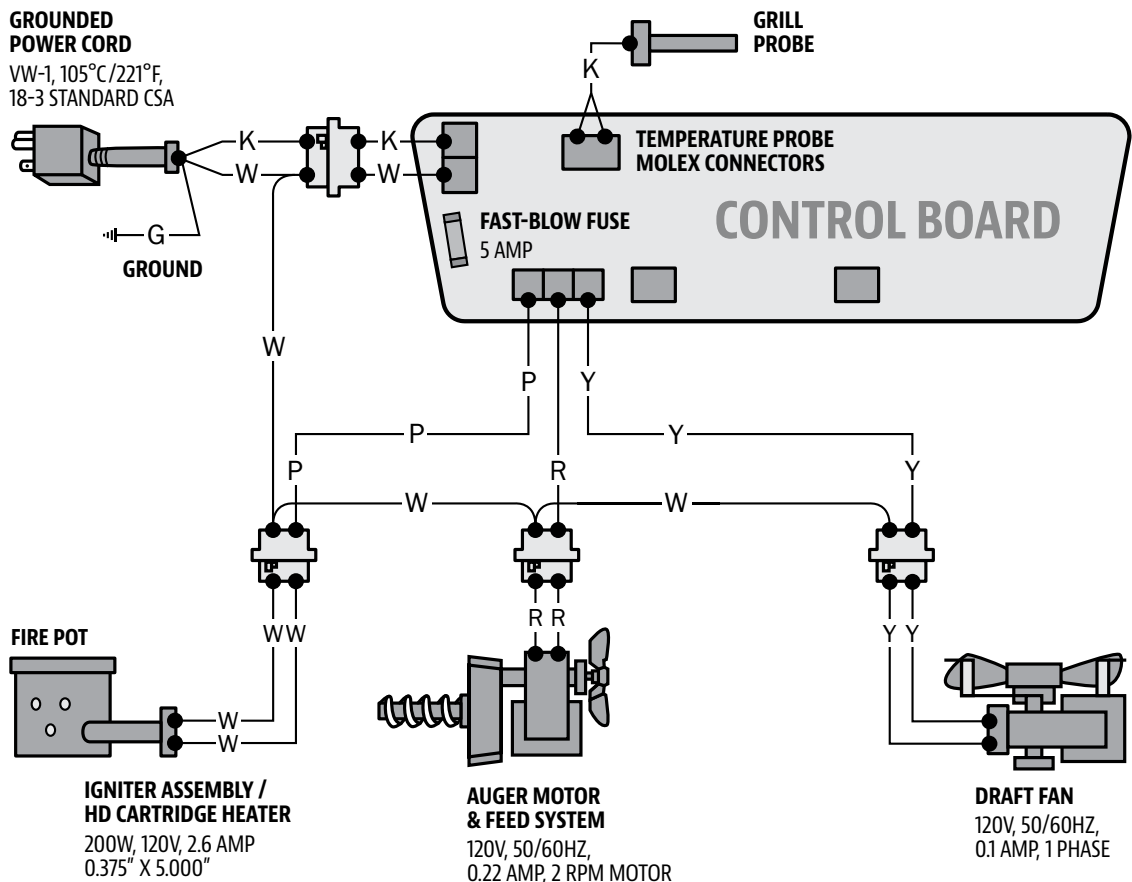 GROUNDED
POWER CORD
VW-1, 105°C/221°F,
18-3 STANDARD CSA
GRILL
PROBE
K
TEMPERATURE PROBE
MOLEX CONNECTORS
K
K
W
W
CONTROL BOARD
FAST-BLOW FUSE
5 AMP
G
GROUND
W
P
Y
P
Y
P
R
Y
W
W
R R
W W
Y Y
FIRE POT
W
W
IGNITER ASSEMBLY /
HD CARTRIDGE HEATER
200W, 120V, 2.6 AMP
0.375" X 5.000"
AUGER MOTOR
& FEED SYSTEM
120V, 50/60HZ,
0.22 AMP, 2 RPM MOTOR
DRAFT FAN
120V, 50/60HZ,
0.1 AMP, 1 PHASE